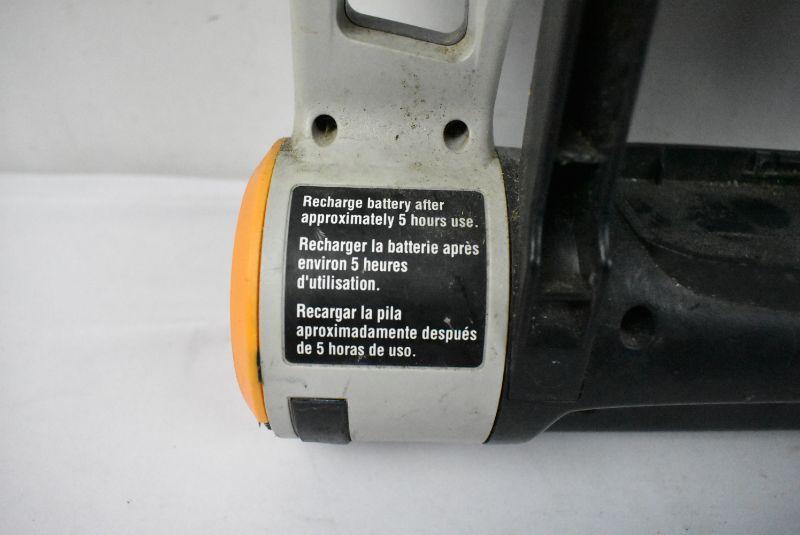 Recharge battery after
approximately 5 hours use.
Recharger la batterie après
environ 5 heures
d'utilisation.
Recargar la pila
aproximadamente después
de 5 horas de uso.